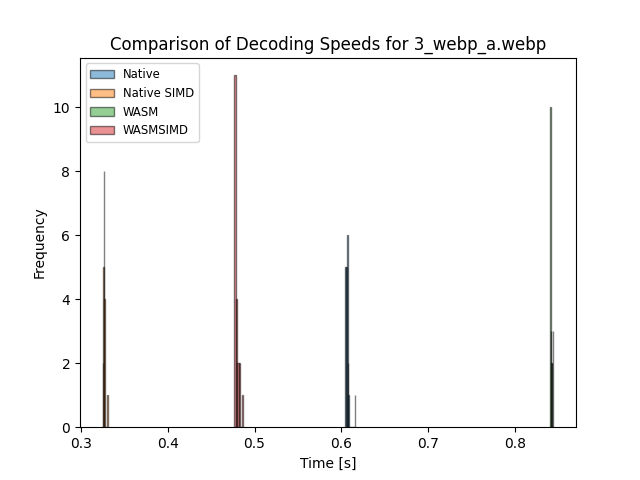 Comparison of Decoding Speeds for 3_webp_a.webp
Native
Native SIMD
WASM
WASMSIMD
Frequency
10
8
6
4
2
0
0.3 0.4 0.5 0.6 0.7 0.8
Time [s]